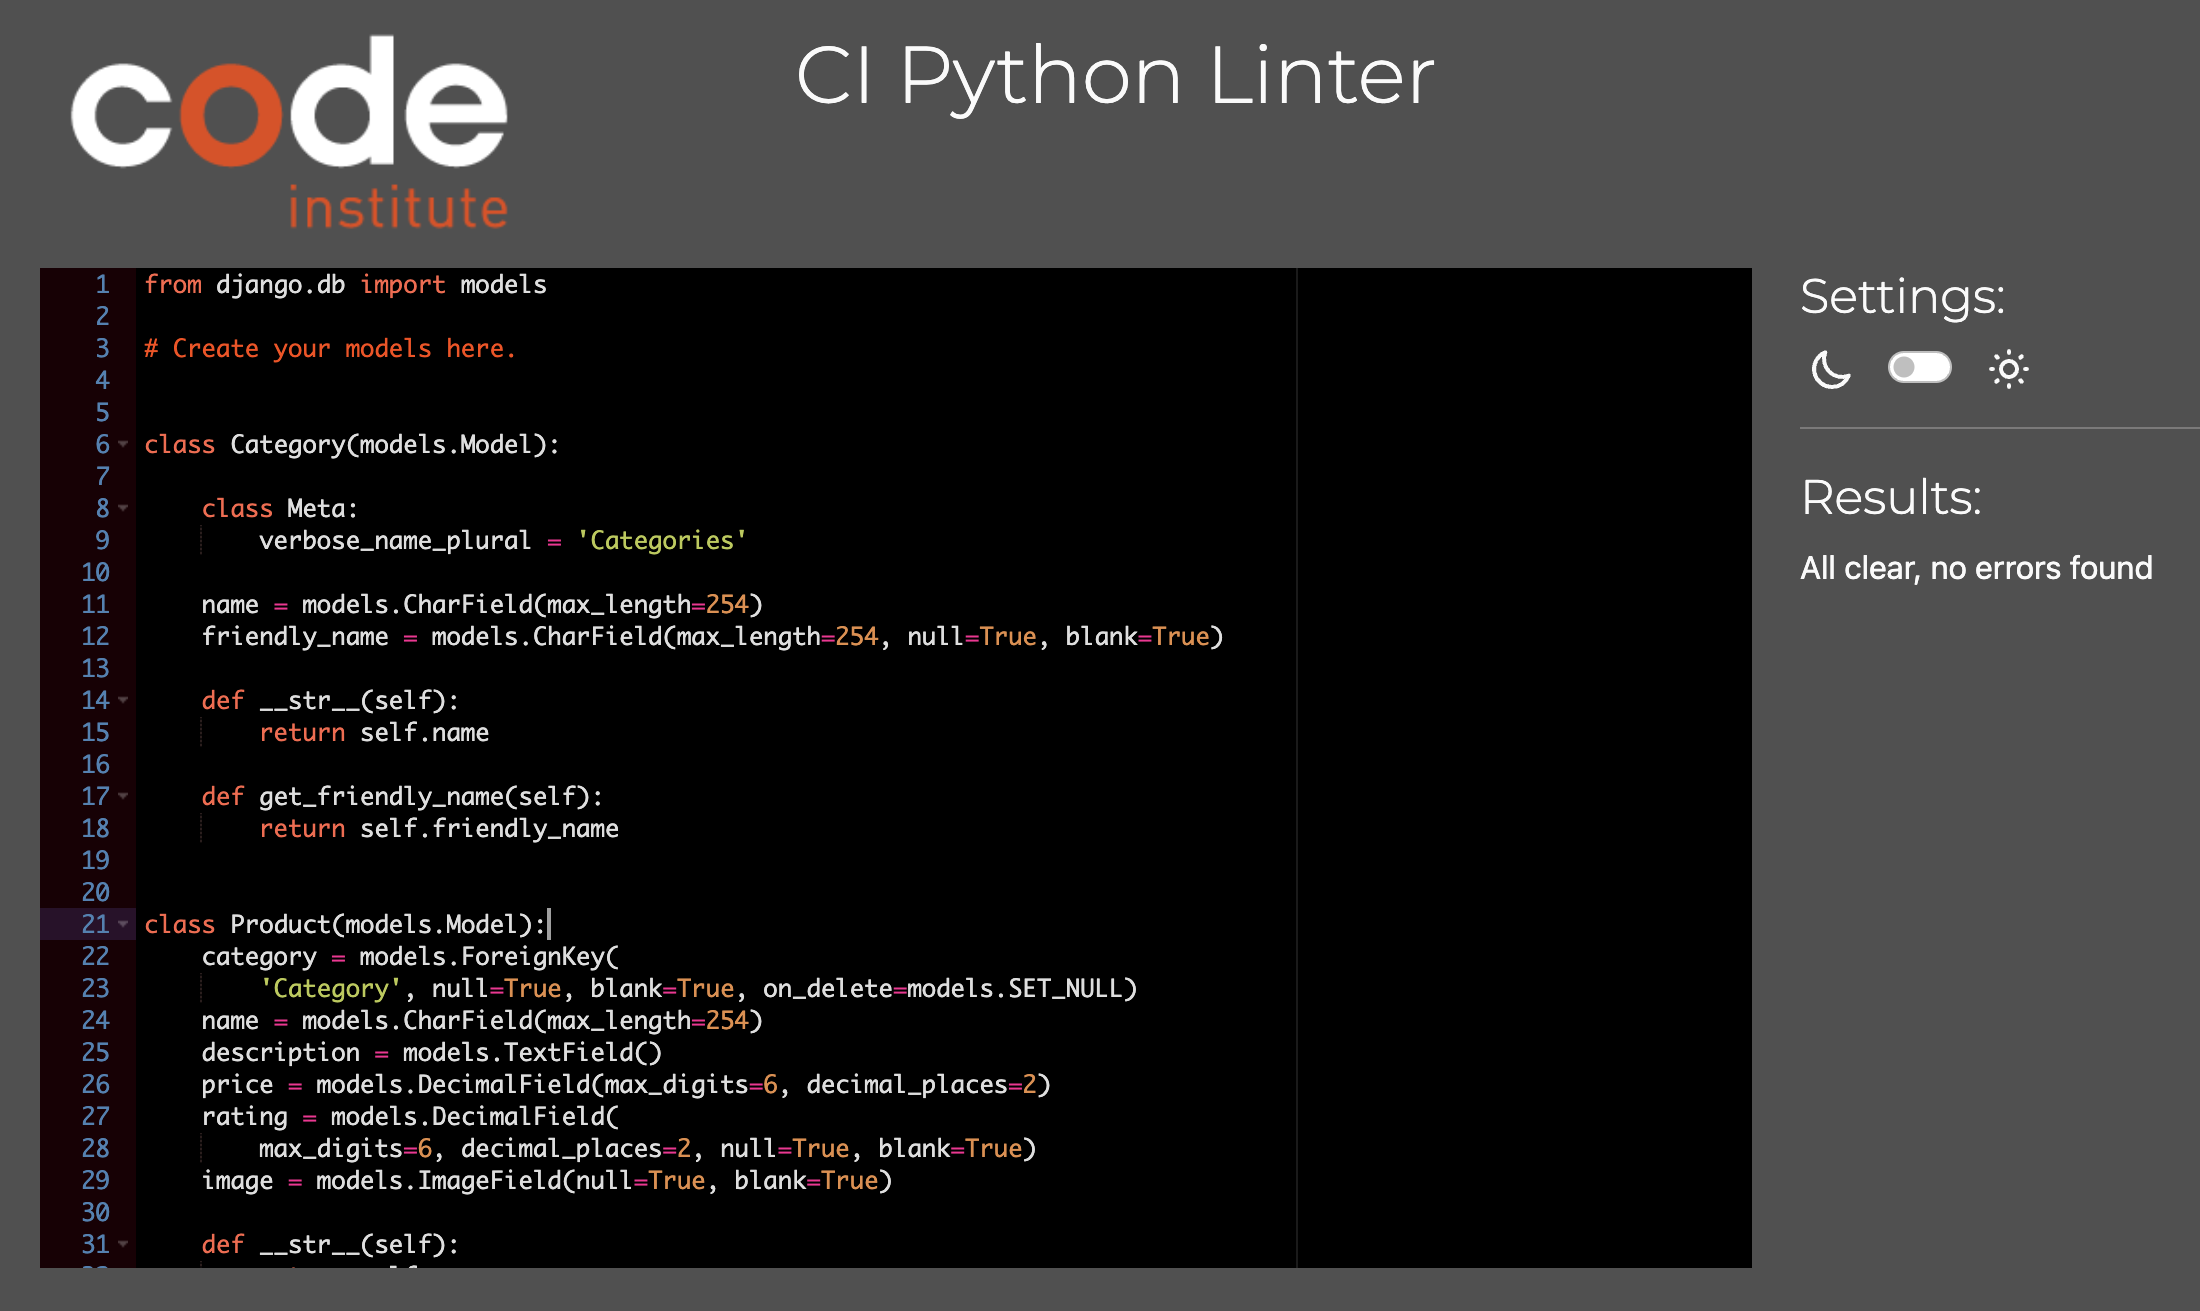 code
institute
CI Python Linter
1 from django.db import models
2
3 # Create your models here.
4
5
6 class Category(models.Model):
7
8     class Meta:
9         verbose_name_plural = 'Categories'
10
11     name = models.CharField(max_length=254)
12     friendly_name = models.CharField(max_length=254, null=True, blank=True)
13
14     def __str__(self):
15         return self.name
16
17     def get_friendly_name(self):
18         return self.friendly_name
19
20
21 class Product(models.Model):
22     category = models.ForeignKey(
23         'Category', null=True, blank=True, on_delete=models.SET_NULL)
24     name = models.CharField(max_length=254)
25     description = models.TextField()
26     price = models.DecimalField(max_digits=6, decimal_places=2)
27     rating = models.DecimalField(
28         max_digits=6, decimal_places=2, null=True, blank=True)
29     image = models.ImageField(null=True, blank=True)
30
31     def __str__(self):
Settings:
Results:
All clear, no errors found